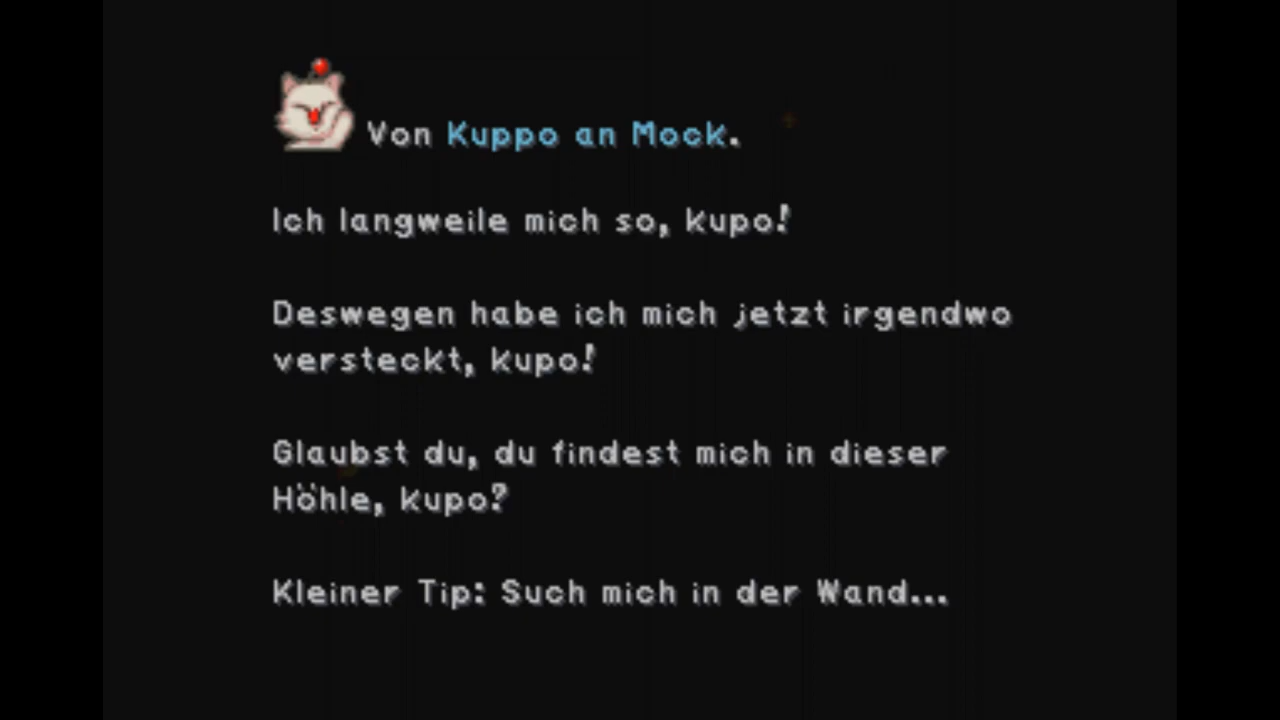 Von Kuppo an Mock.
Ich langweile mich so, kupo!
Deswegen habe ich mich jetzt irgendwo
versteckt, kupo!
Glaubst du, du findest mich in dieser
Höhle, kupo?
Kleiner Tip: Such mich in der Wand...